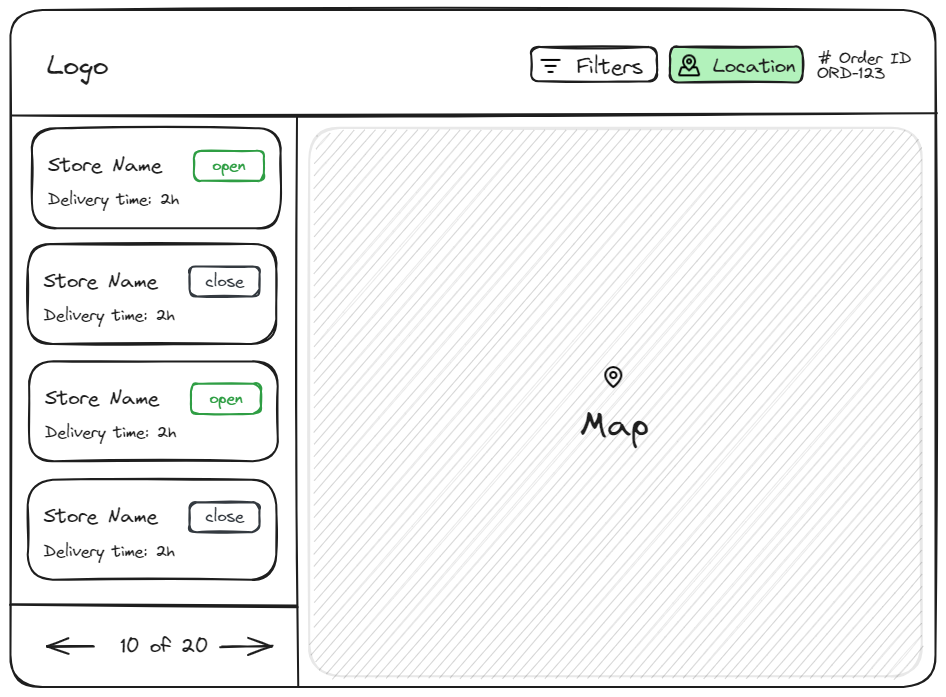 Logo
Filters
Location
# Order ID
ORD-123
Store Name
open
Delivery time: 2h
Store Name
close
Delivery time: 2h
Store Name
open
Delivery time: 2h
Store Name
close
Delivery time: 2h
10 of 20
Map